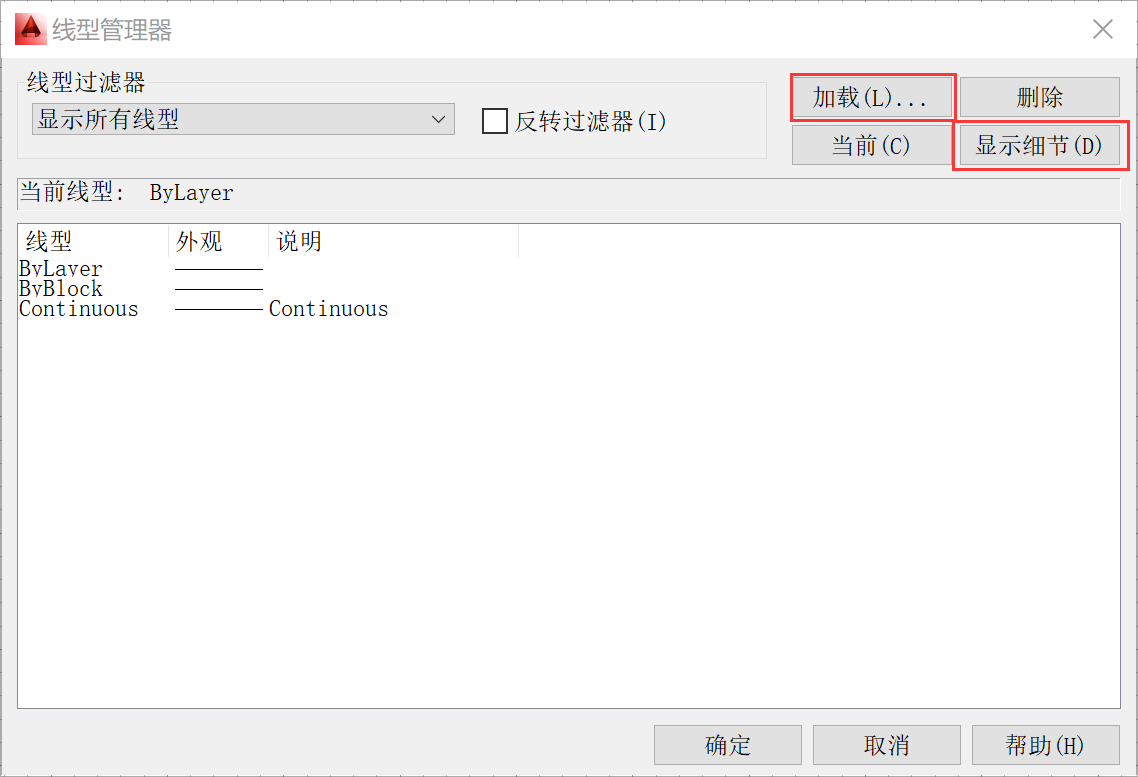 线型管理器
线型过滤器
显示所有线型
反转过滤器(I)
加载(L)...
删除
当前(C)
显示细节(D)
当前线型: ByLayer
线型 外观 说明
ByLayer
ByBlock
Continuous Continuous
确定 取消 帮助(H)